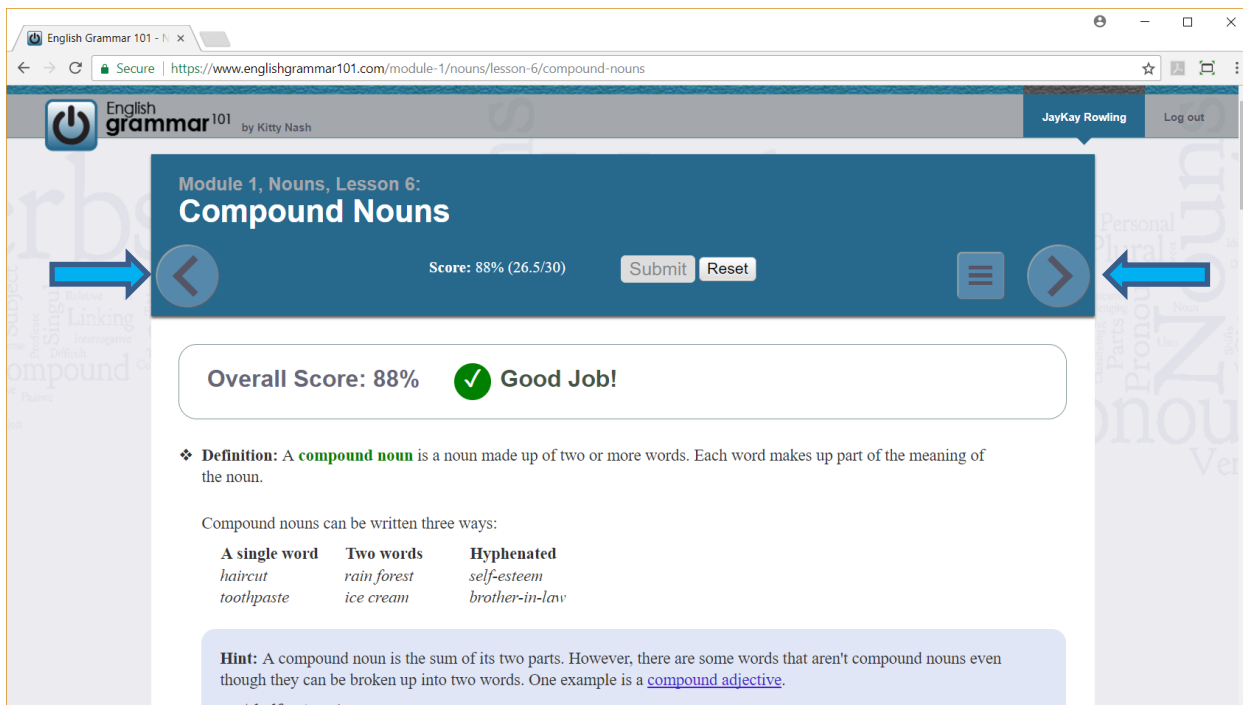 English Grammar 101 - N
Secure | https://www.englishgrammar101.com/module-1/nouns/lesson-6/compound-nouns
English
grammar 101 by Kitty Nash
JayKay Rowling
Log out
Module 1, Nouns, Lesson 6:
Compound Nouns
Score: 88% (26.5/30)
Submit
Reset
Overall Score: 88%
Good Job!
❖ Definition: A compound noun is a noun made up of two or more words. Each word makes up part of the meaning of
the noun.
Compound nouns can be written three ways:
A single word Two words Hyphenated
haircut rain forest self-esteem
toothpaste ice cream brother-in-law
Hint: A compound noun is the sum of its two parts. However, there are some words that aren't compound nouns even
though they can be broken up into two words. One example is a compound adjective.